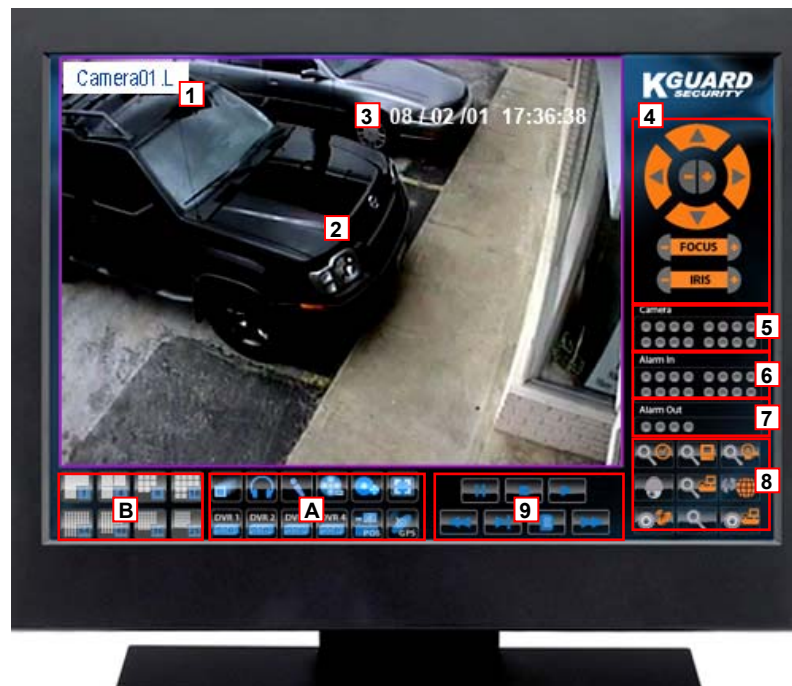 Camera01.L
1
3
08 / 02 /01 17:36:38
KGUARD
SECURITY
4
2
FOCUS
IRIS
Camera
5
Alarm In
6
Alarm Out
7
8
B
A
9
DVR 1
DVR 2
DVR 4
POS
GPS